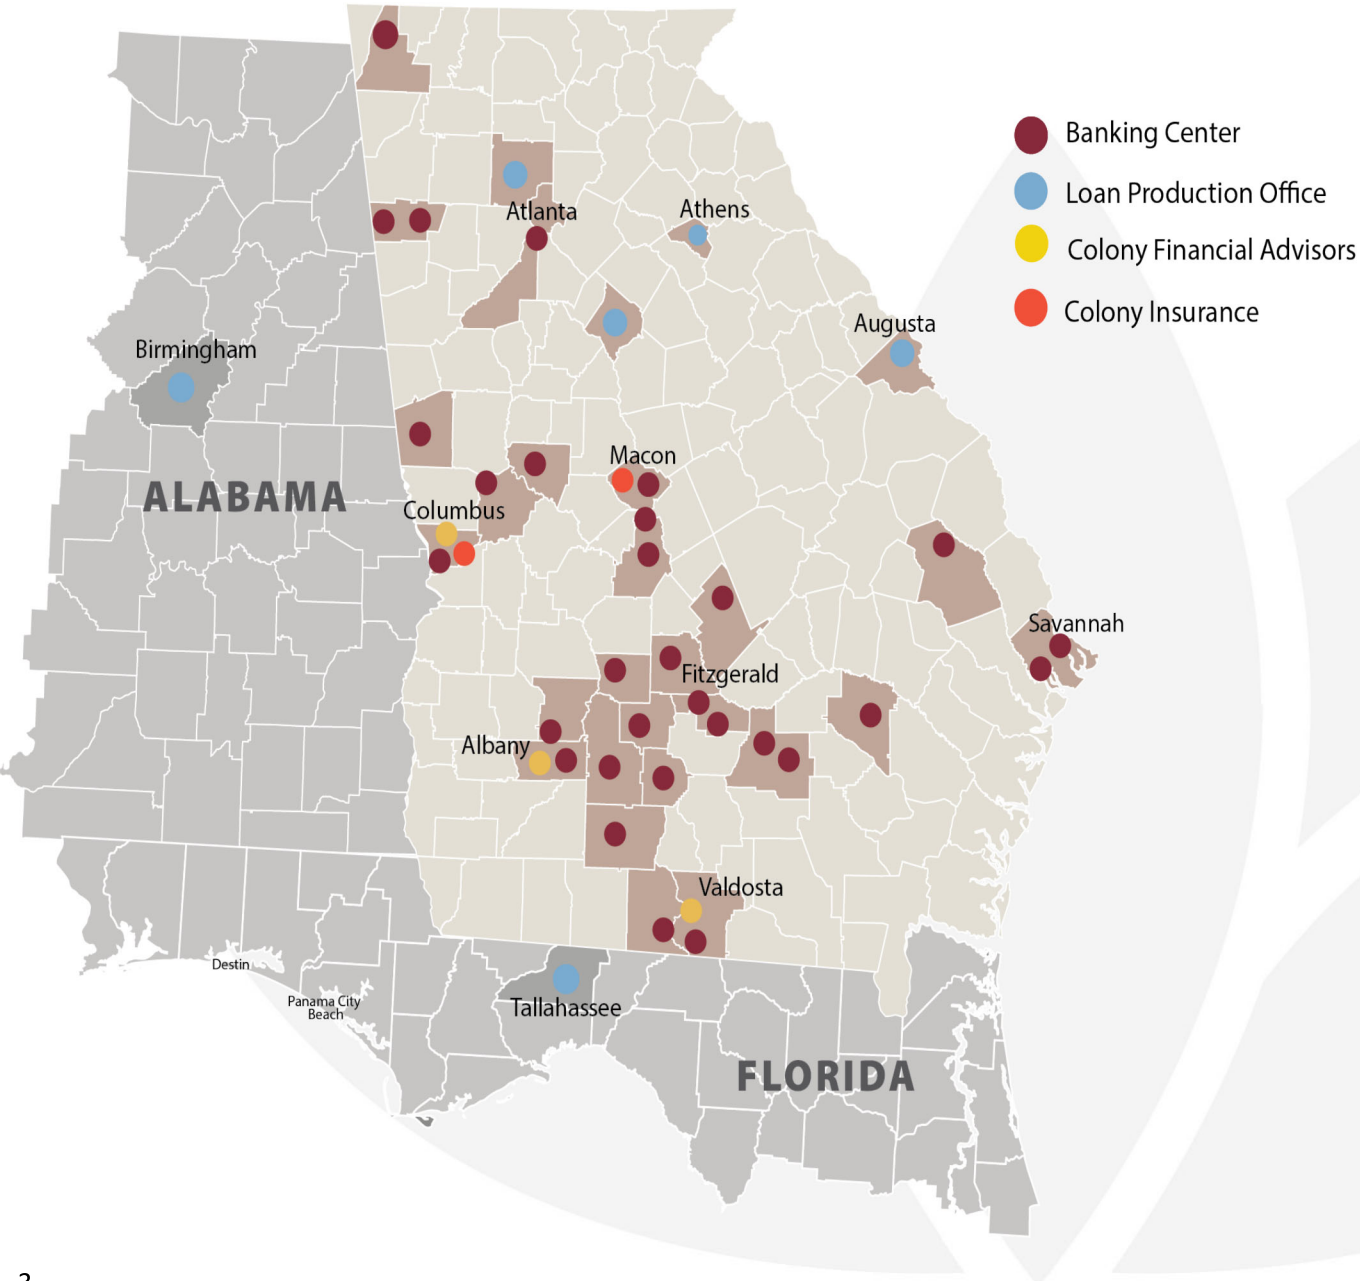 Banking Center
Loan Production Office
Colony Financial Advisors
Colony Insurance
Atlanta
Athens
Augusta
Birmingham
Macon
ALABAMA
Columbus
Savannah
Fitzgerald
Albany
Valdosta
Destin
Panama City
Beach
Tallahassee
FLORIDA